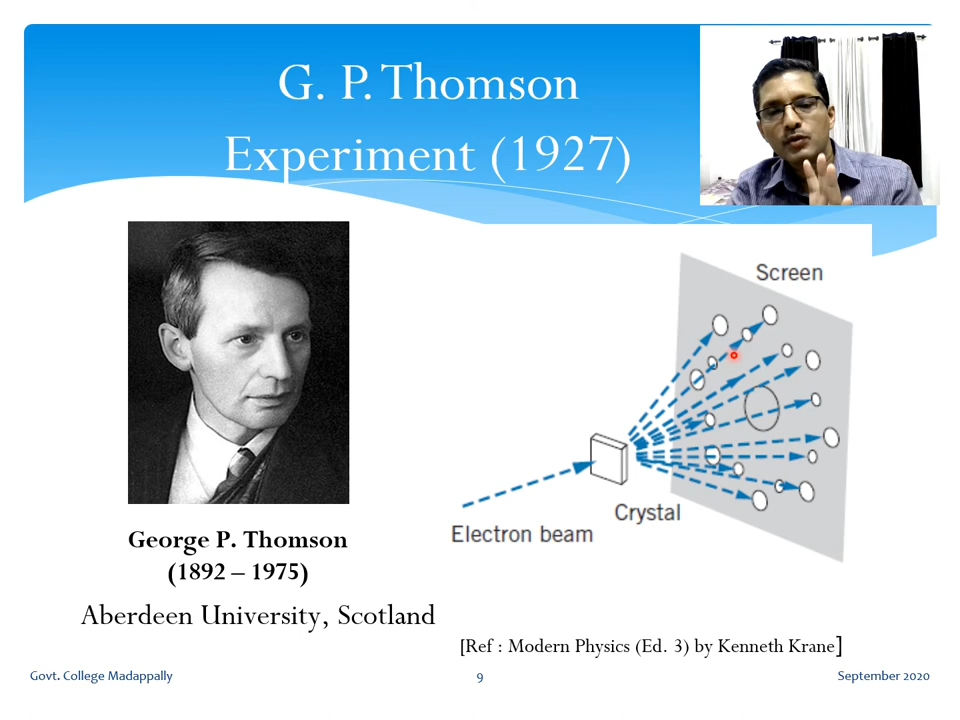 G. P. Thomson
Experiment (1927)
Screen
Crystal
Electron beam
George P. Thomson
(1892 – 1975)
Aberdeen University, Scotland
[Ref : Modern Physics (Ed. 3) by Kenneth Krane]
Govt. College Madappally
9
September 2020